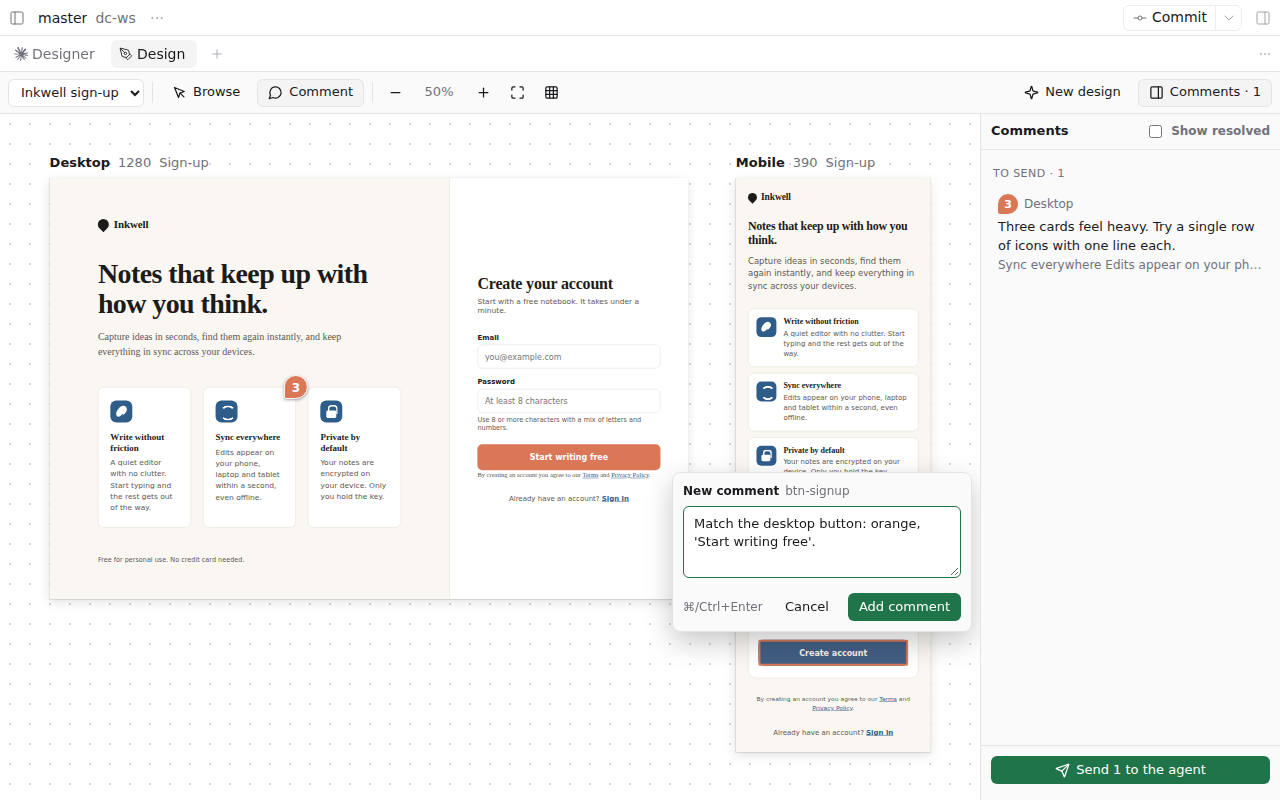 master dc-ws ···
Commit
Designer
Design
Inkwell sign-up
Browse
Comment
50%
New design
Comments · 1
Desktop 1280 Sign-up
Inkwell
Notes that keep up with
how you think.
Capture ideas in seconds, find them again instantly, and keep
everything in sync across your devices.
3
Write without
friction
A quiet editor
with no clutter.
Start typing and
the rest gets out
of the way.
Sync everywhere
Edits appear on
your phone,
laptop and tablet
within a second,
even offline.
Private by
default
Your notes are
encrypted on
your device. Only
you hold the key.
Free for personal use. No credit card needed.
Create your account
Start with a free notebook. It takes under a
minute.
Email
you@example.com
Password
At least 8 characters
Use 8 or more characters with a mix of letters and
numbers.
Start writing free
By creating an account you agree to our Terms and Privacy Policy.
Already have an account? Sign In
Mobile 390 Sign-up
Inkwell
Notes that keep up with how you
think.
Capture ideas in seconds, find them
again instantly, and keep everything in
sync across your devices.
Write without friction
A quiet editor with no clutter. Start
typing and the rest gets out of the
way.
Sync everywhere
Edits appear on your phone, laptop
and tablet within a second, even
offline.
Private by default
Your notes are encrypted on your
New comment btn-signup
Match the desktop button: orange,
'Start writing free'.
⌘/Ctrl+Enter
Cancel
Add comment
Create account
By creating an account you agree to our Terms and
Privacy Policy.
Already have an account? Sign In
Comments
Show resolved
TO SEND · 1
3 Desktop
Three cards feel heavy. Try a single row
of icons with one line each.
Sync everywhere Edits appear on your ph…
Send 1 to the agent